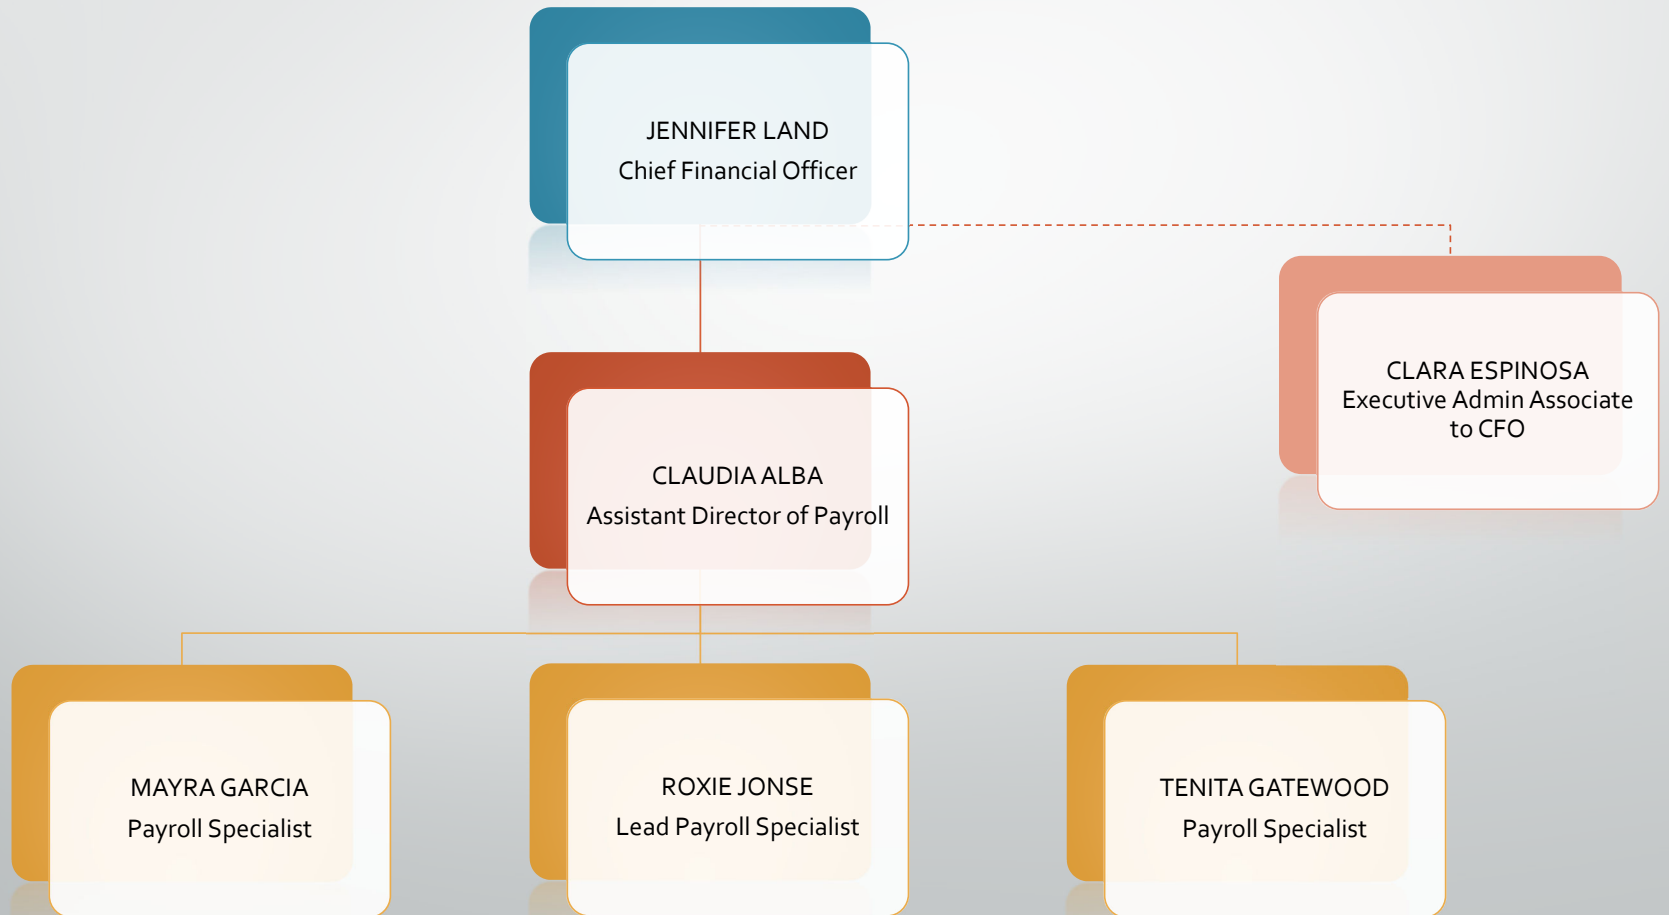 JENNIFER LAND
Chief Financial Officer
CLARA ESPINOSA
Executive Admin Associate
to CFO
CLAUDIA ALBA
Assistant Director of Payroll
MAYRA GARCIA
Payroll Specialist
ROXIE JONSE
Lead Payroll Specialist
TENITA GATEWOOD
Payroll Specialist